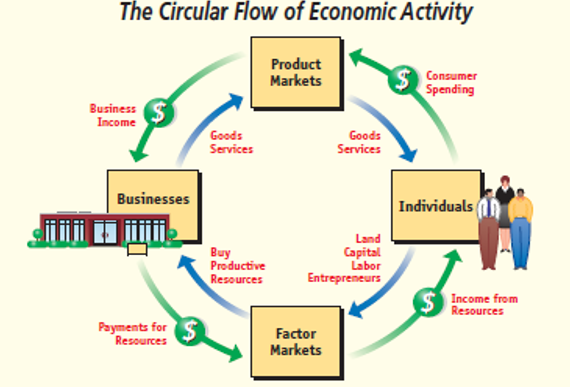 The Circular Flow of Economic Activity
Product
Markets
Consumer
Spending
Business
Income
Goods
Services
Goods
Services
Businesses
Individuals
Land
Capital
Labor
Entrepreneurs
Buy
Productive
Resources
Income from
Resources
Payments for
Resources
Factor
Markets
$
$
$
$